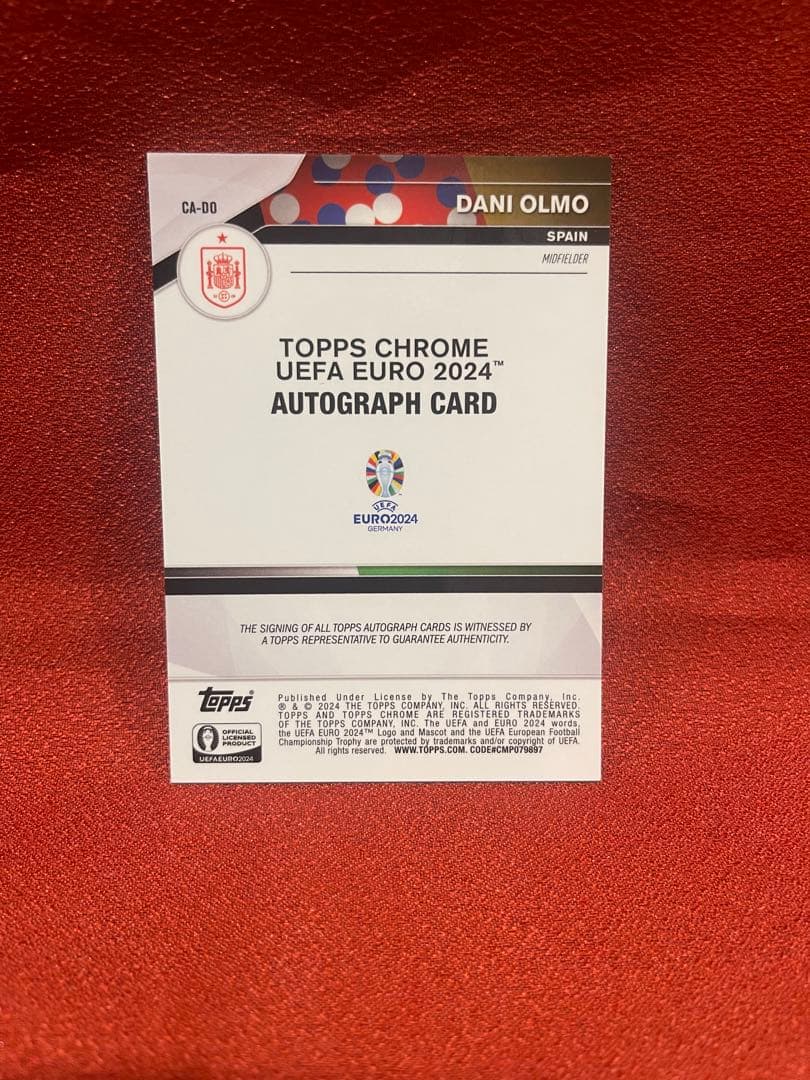 CA-DO
DANI OLMO
SPAIN
MIDFIELDER
TOPPS CHROME
UEFA EURO 2024™
AUTOGRAPH CARD
UEFA
EURO2024
GERMANY
THE SIGNING OF ALL TOPPS AUTOGRAPH CARDS IS WITNESSED BY
A TOPPS REPRESENTATIVE TO GUARANTEE AUTHENTICITY.
topps®
OFFICIAL
LICENSED
PRODUCT
UEFAEURO2024
Published Under License by The Topps Company, Inc.
® & © 2024 THE TOPPS COMPANY, INC. ALL RIGHTS RESERVED.
TOPPS AND TOPPS CHROME ARE REGISTERED TRADEMARKS
OF THE TOPPS COMPANY, INC. The UEFA and EURO 2024 words,
the UEFA EURO 2024™ Logo and Mascot and the UEFA European Football
Championship Trophy are protected by trademarks and/or copyright of UEFA.
All rights reserved. WWW.TOPPS.COM. CODE#CMP079897